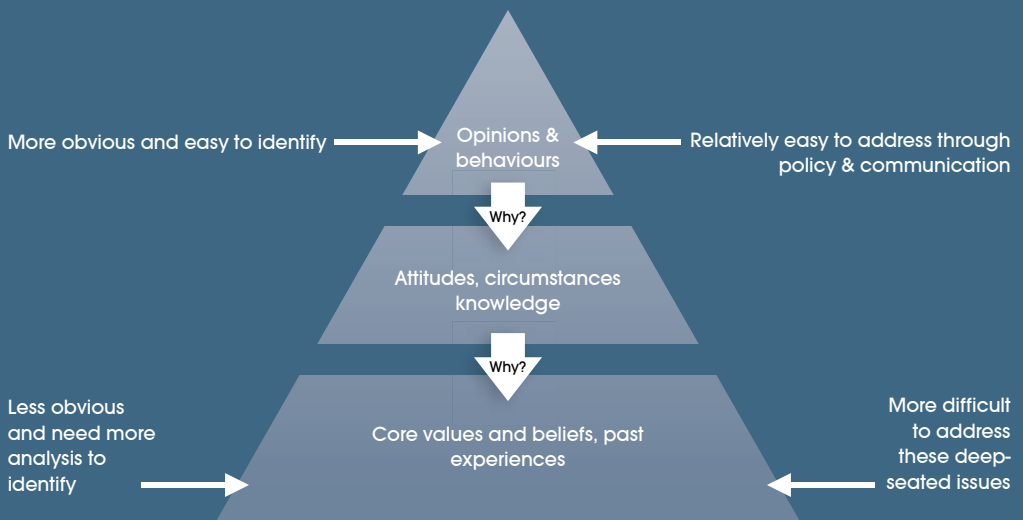 More obvious and easy to identify
Opinions &
behaviours
Relatively easy to address through
policy & communication
Why?
Attitudes, circumstances
knowledge
Why?
Less obvious
and need more
analysis to
identify
Core values and beliefs, past
experiences
More difficult
to address
these deep-
seated issues